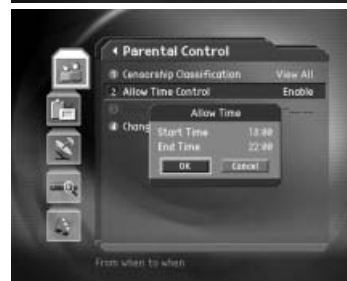 Parental Control
1 Censorship Classification View All
2 Allow Time Control Enable
3
4 Chang
Allow Time
Start Time 18:00
End Time 22:00
OK Cancel
From when to when